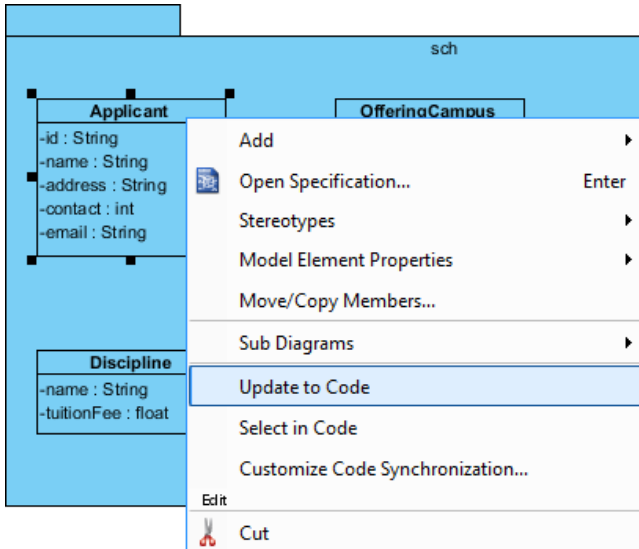 sch
Applicant
-id : String
-name : String
-address : String
-contact : int
-email : String
OfferingCampus
Discipline
-name : String
-tuitionFee : float
Add
Open Specification... Enter
Stereotypes
Model Element Properties
Move/Copy Members...
Sub Diagrams
Update to Code
Select in Code
Customize Code Synchronization...
Edit
Cut